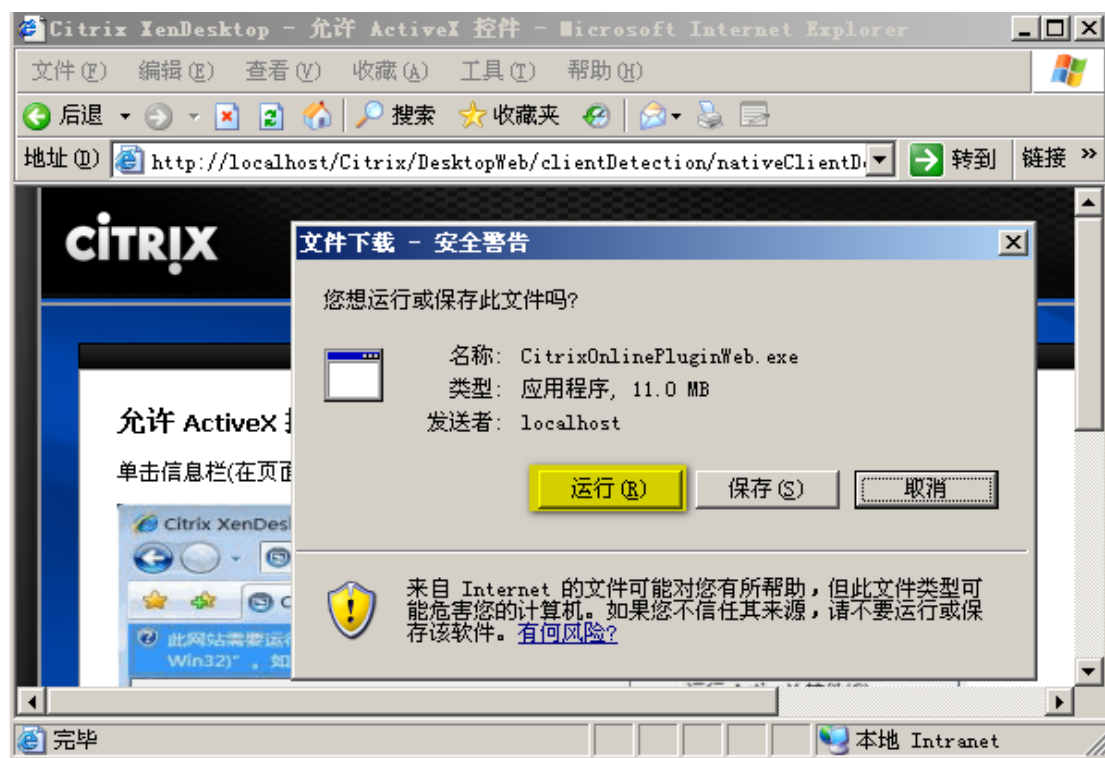 Citrix XenDesktop - 允许 ActiveX 控件 - Microsoft Internet Explorer
文件(F) 编辑(E) 查看(V) 收藏(A) 工具(T) 帮助(H)
后退 搜索 收藏夹
地址(D) http://localhost/Citrix/DesktopWeb/clientDetection/nativeClientD 转到 链接 »
CITRIX
文件下载 - 安全警告
您想运行或保存此文件吗?
名称: CitrixOnlinePluginWeb.exe
类型: 应用程序, 11.0 MB
发送者: localhost
运行(R) 保存(S) 取消
来自 Internet 的文件可能对您有所帮助，但此文件类型可
能危害您的计算机。如果您不信任其来源，请不要运行或保
存该软件。有何风险?
允许 ActiveX
单击信息栏(在页面
Citrix XenDes
此网站需要运行
Win32)" 。如
完毕 本地 Intranet